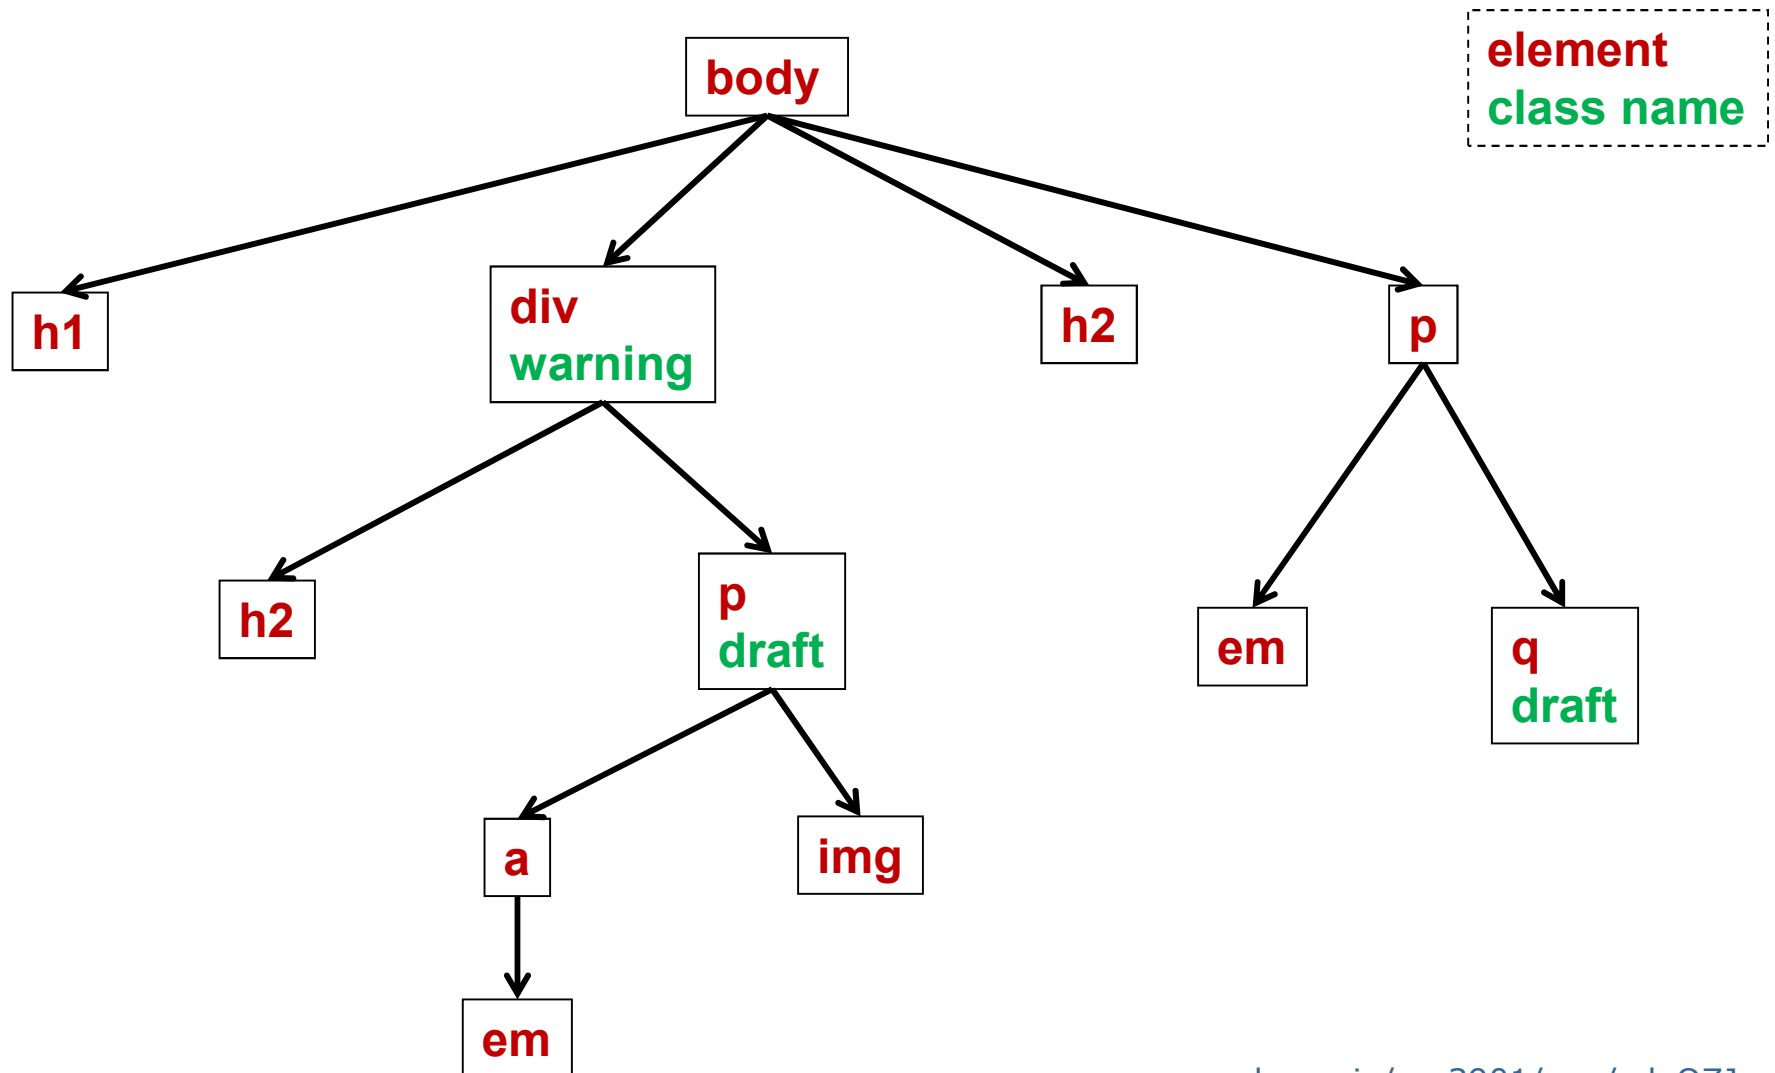 element
class name
body
h1
div
warning
h2
p
h2
p
draft
em
q
draft
a
img
em